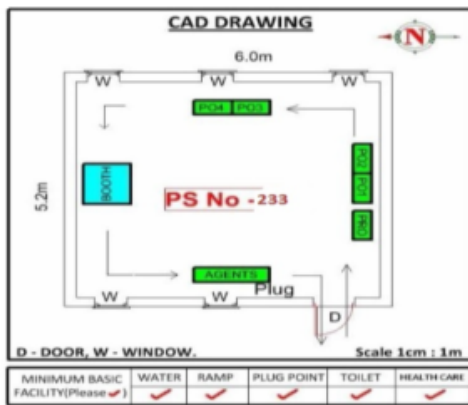 CAD DRAWING
N
6.0m
W W W
PO4 PO3
5.2m
BOOTH
PO2
PO1
PRO
PS No - 233
AGENTS
Plug
W W
D
D - DOOR, W - WINDOW.
Scale 1cm : 1m
MINIMUM BASIC FACILITY(Please ✓)
WATER
RAMP
PLUG POINT
TOILET
HEALTH CARE